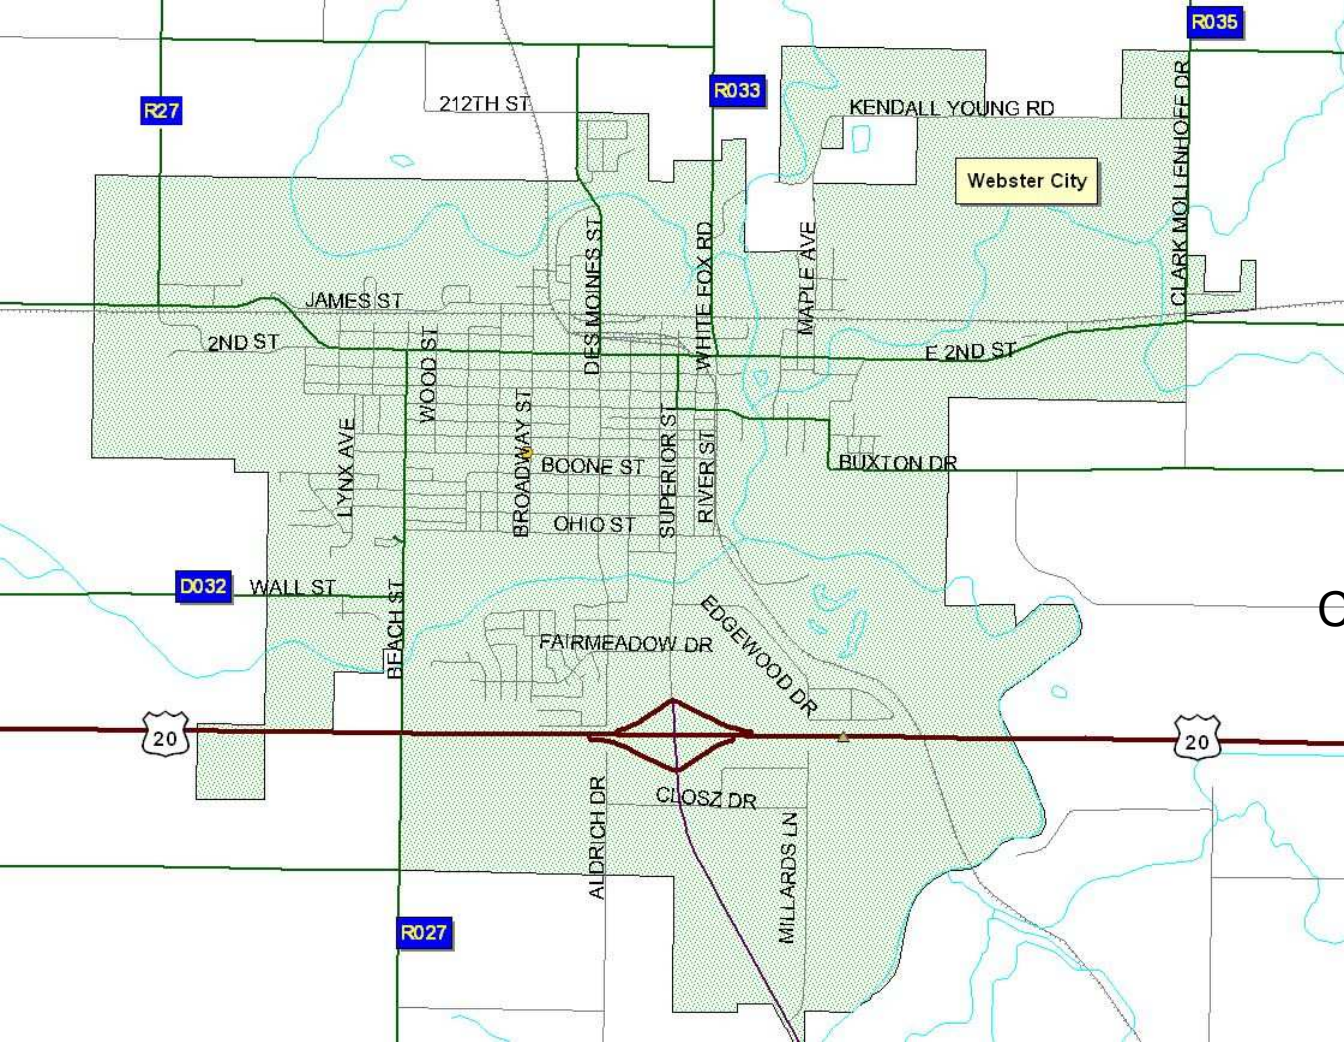 R035
R033
R27
212TH ST
KENDALL YOUNG RD
CLARK MOLLENHOFF DR
Webster City
DES MOINES ST
WHITE FOX RD
MAPLE AVE
JAMES ST
2ND ST
E 2ND ST
WOOD ST
LYNX AVE
BROADWAY ST
SUPERIOR ST
RIVER ST
BOONE ST
BUXTON DR
OHIO ST
D032
WALL ST
BEACH ST
EDGEWOOD DR
FAIRMEADOW DR
20
20
ALDRICH DR
CLOSZ DR
MILLARDS LN
R027